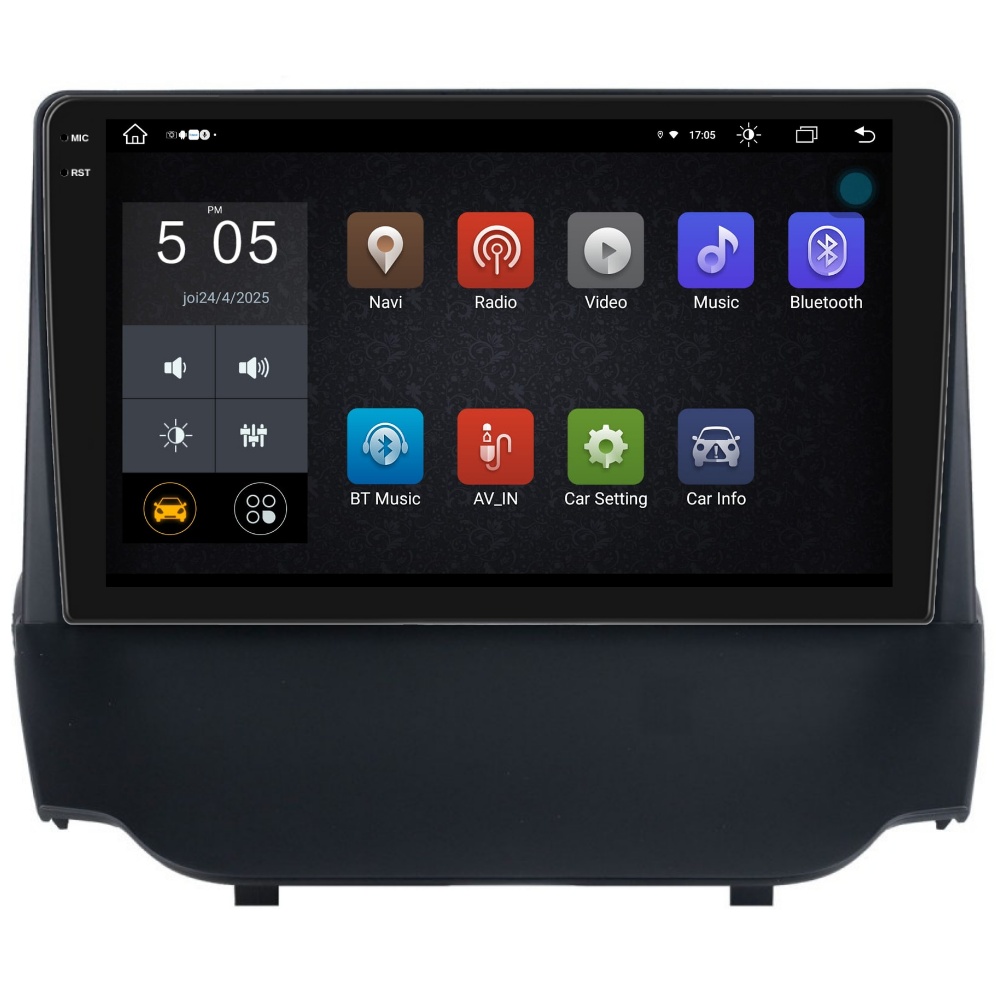 MIC
RST
17:05
PM
5 05
joi24/4/2025
Navi
Radio
Video
Music
Bluetooth
BT Music
AV_IN
Car Setting
Car Info